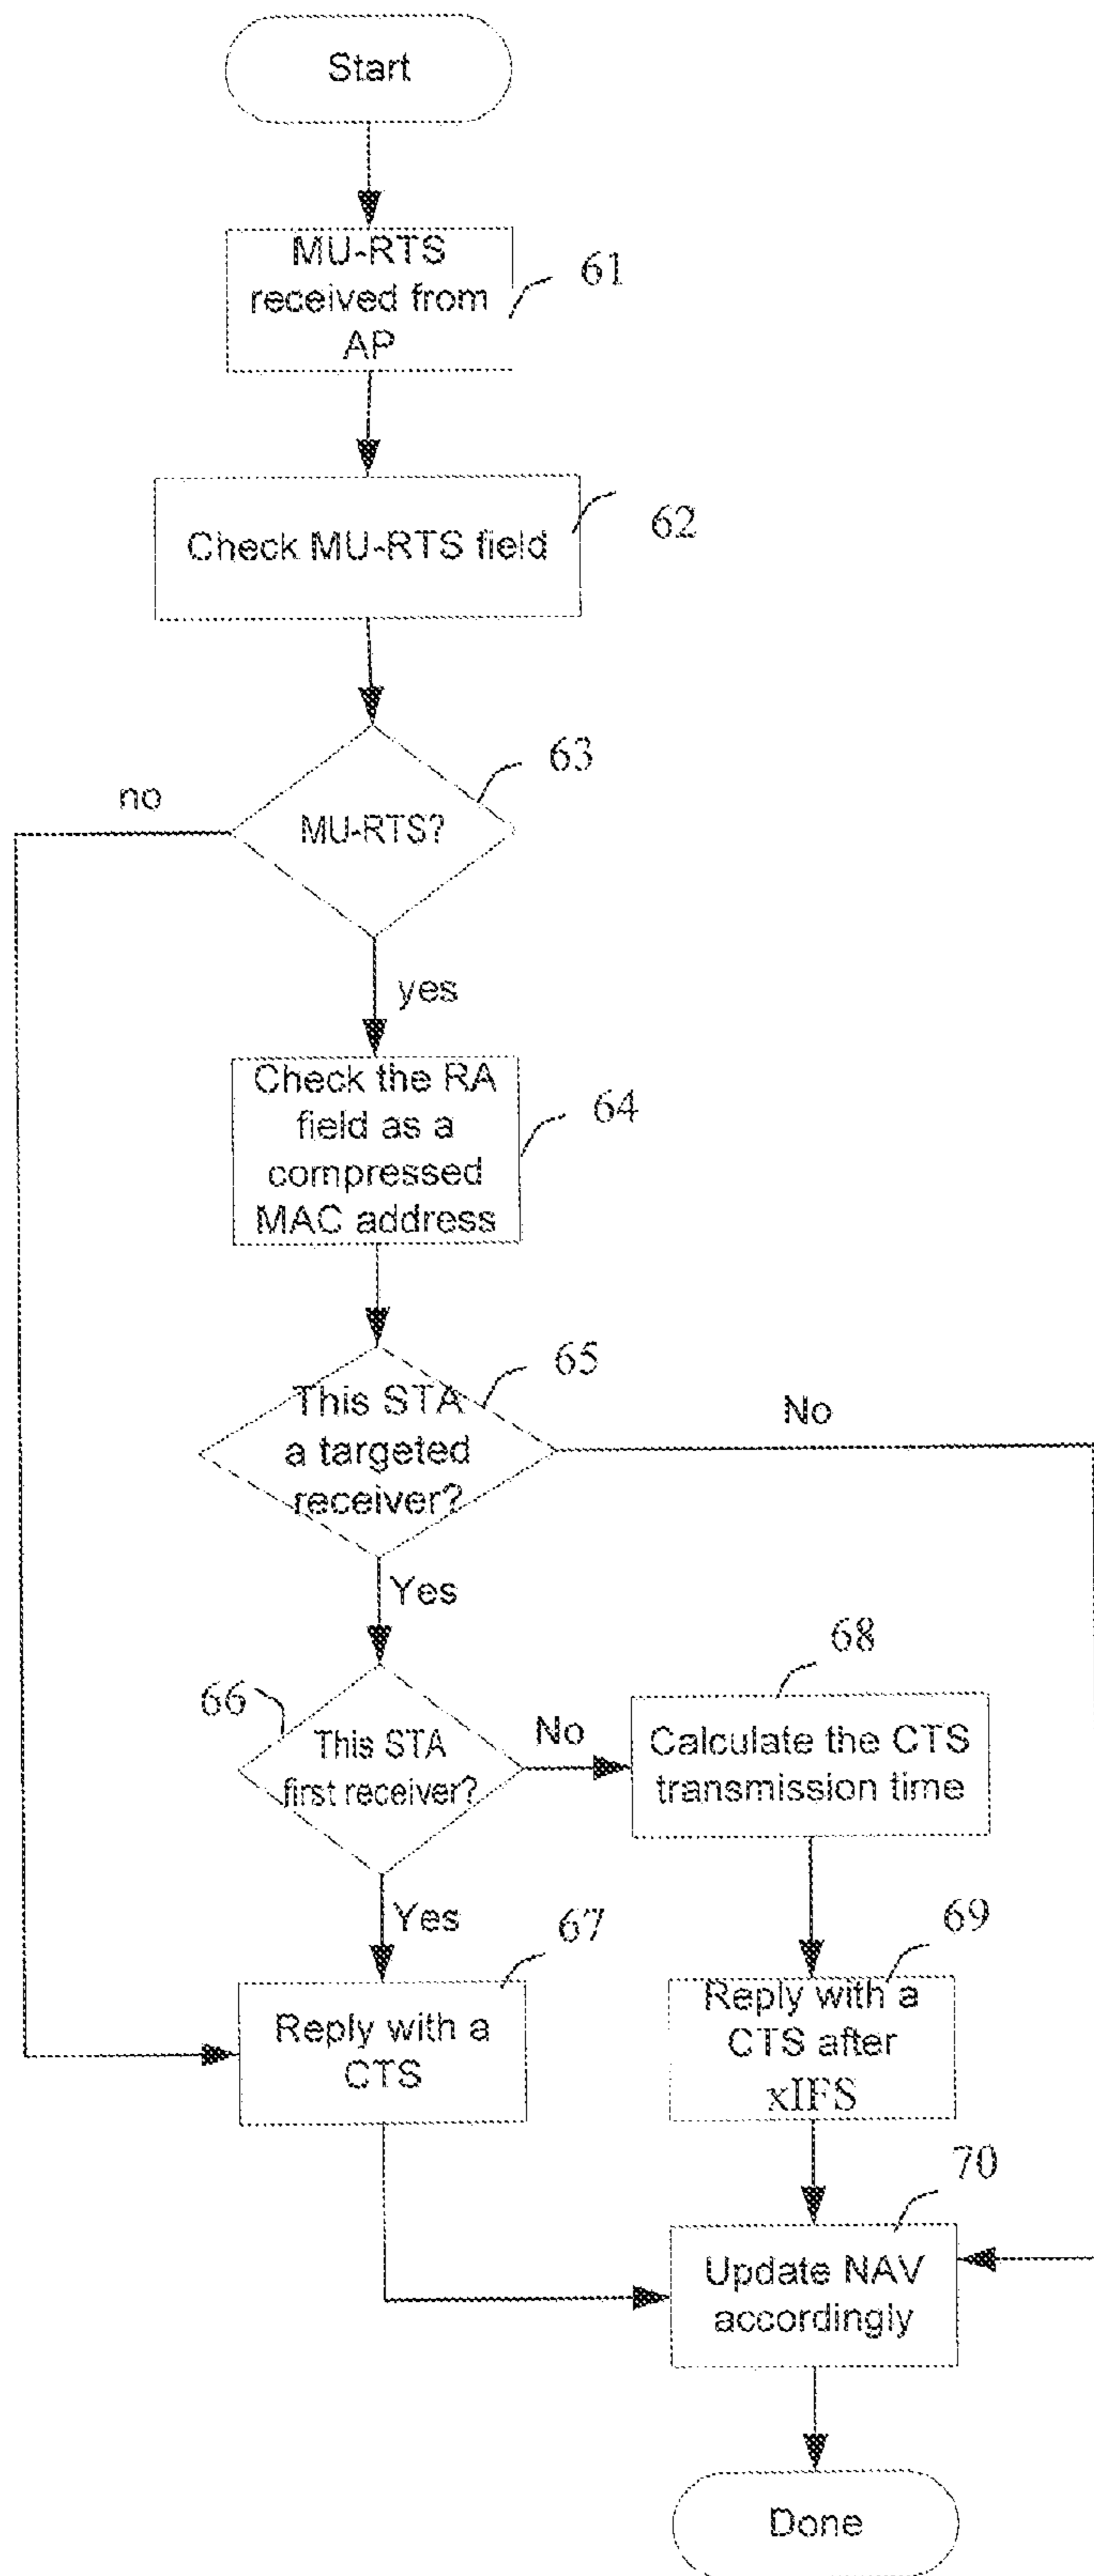 Start
MU-RTS
received from
AP
61
Check MU-RTS field
62
63
no
MU-RTS?
yes
Check the RA
field as a
compressed
MAC address
64
65
This STA
a targeted
receiver?
No
Yes
66
This STA
first receiver?
No
68
Calculate the CTS
transmission time
Yes
67
Reply with a
CTS
69
Reply with a
CTS after
xIFS
70
Update NAV
accordingly
Done